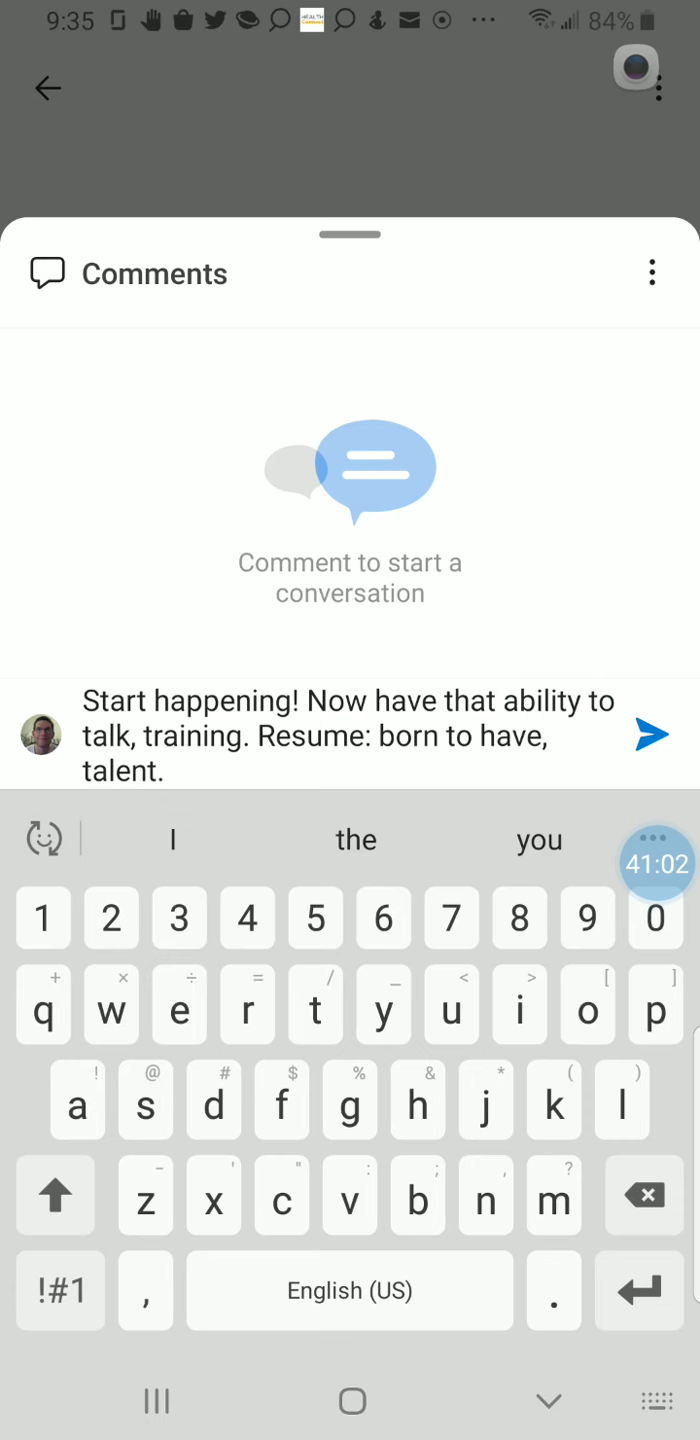 9:35 HEALTH 84%
Comments
Comment to start a
conversation
Start happening! Now have that ability to
talk, training. Resume: born to have,
talent.
I the you
41:02
1 2 3 4 5 6 7 8 9 0
+ × ÷ = / _ < > [ ]
q w e r t y u i o p
! @ # $ % & * ( )
a s d f g h j k l
- ' " : ; , ?
z x c v b n m
!#1 , English (US) .